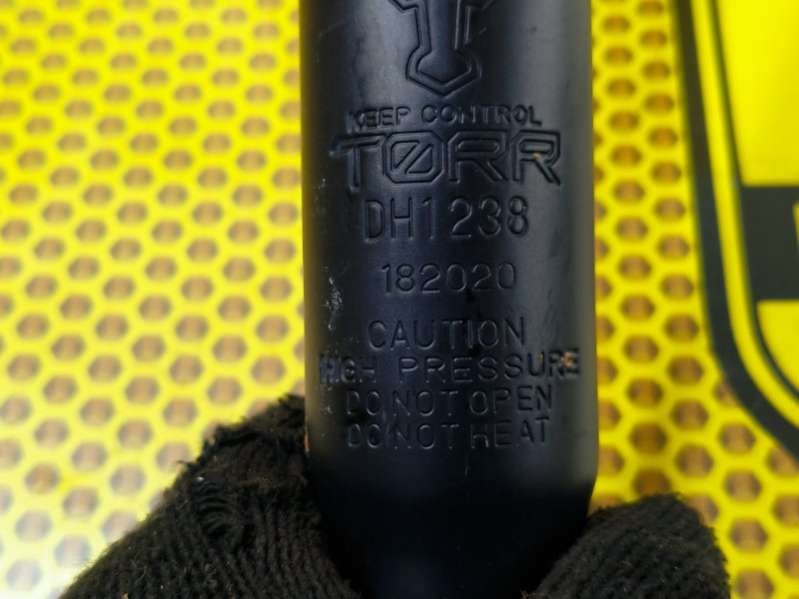 KEEP CONTROL
TORR
DH1238
182020
CAUTION
HIGH PRESSURE
DO NOT OPEN
DO NOT HEAT